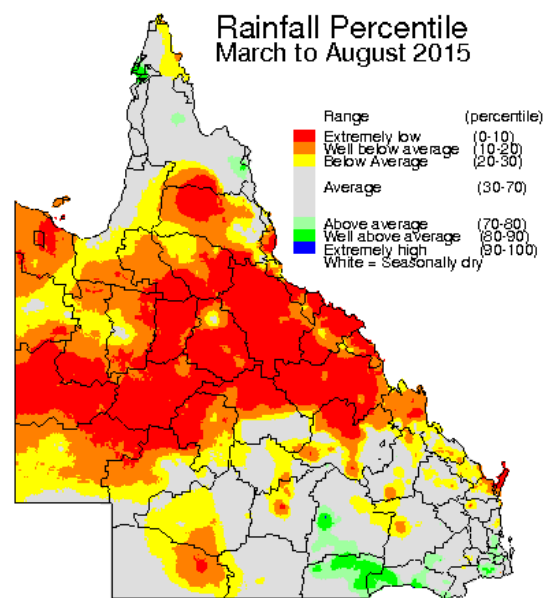 Rainfall Percentile
March to August 2015
Range (percentile)
Extremely low (0-10)
Well below average (10-20)
Below Average (20-30)
Average (30-70)
Above average (70-80)
Well above average (80-90)
Extremely high (90-100)
White = Seasonally dry